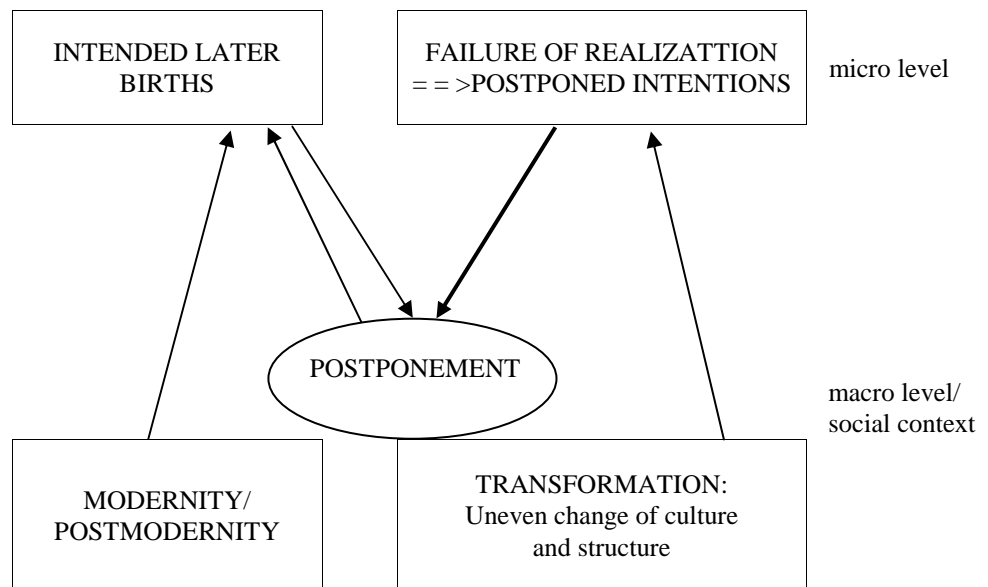 INTENDED LATER
BIRTHS
FAILURE OF REALIZATTION
= = >POSTPONED INTENTIONS
micro level
POSTPONEMENT
macro level/
social context
MODERNITY/
POSTMODERNITY
TRANSFORMATION:
Uneven change of culture
and structure